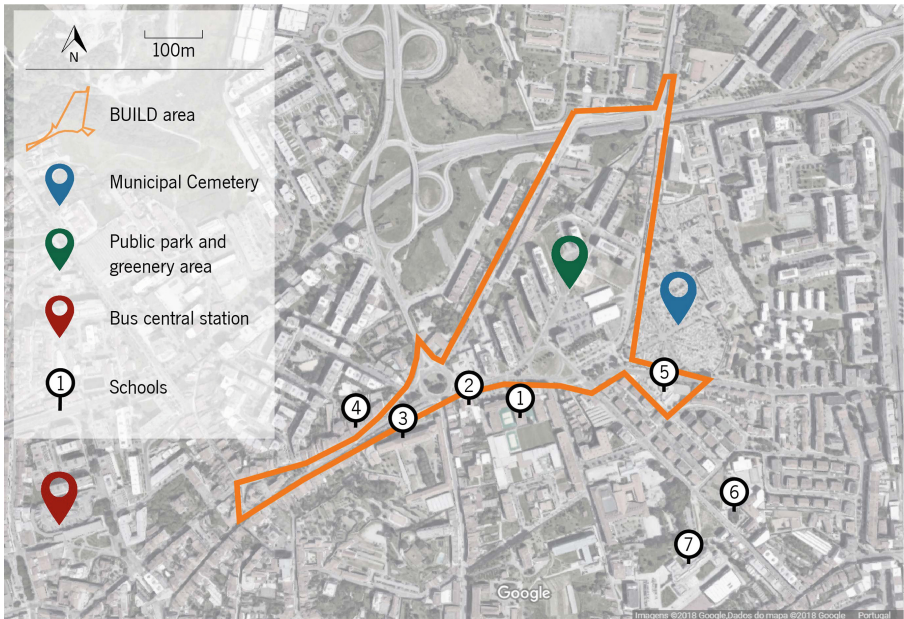 N
100m
BUILD area
Municipal Cemetery
Public park and
greenery area
Bus central station
1
Schools
5
2
1
4
3
6
7
Google
Imagens ©2018 Google,Dados do mapa ©2018 Google Portugal